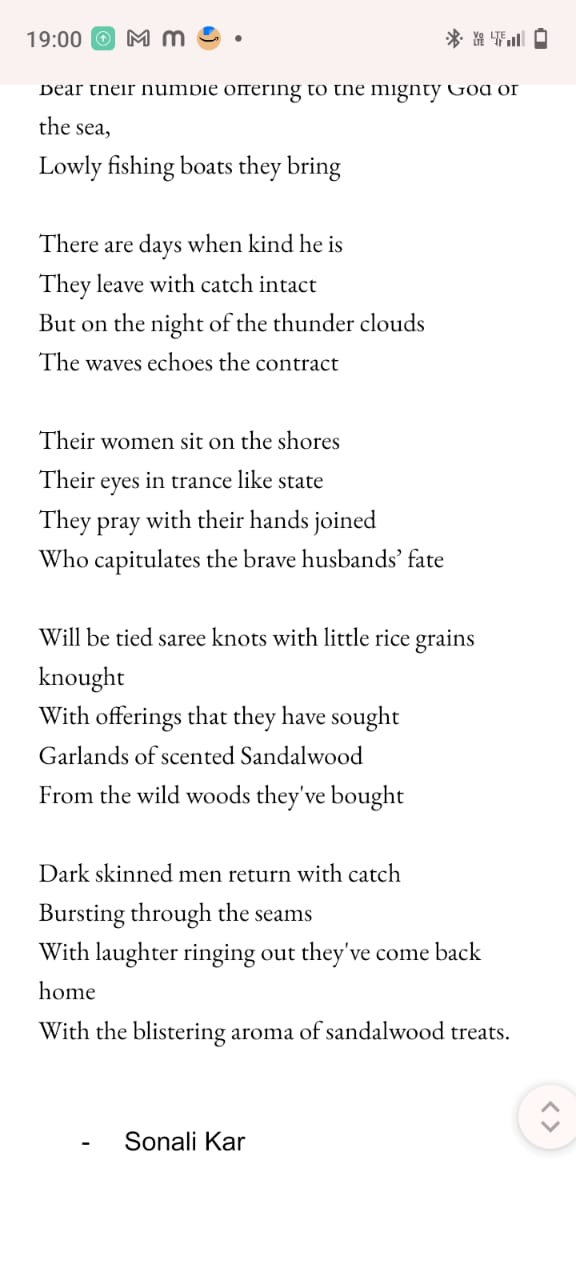 19:00
VO LTE LTE
Bear their humble offering to the mighty God of
the sea,
Lowly fishing boats they bring
There are days when kind he is
They leave with catch intact
But on the night of the thunder clouds
The waves echoes the contract
Their women sit on the shores
Their eyes in trance like state
They pray with their hands joined
Who capitulates the brave husbands’ fate
Will be tied saree knots with little rice grains
knought
With offerings that they have sought
Garlands of scented Sandalwood
From the wild woods they've bought
Dark skinned men return with catch
Bursting through the seams
With laughter ringing out they've come back
home
With the blistering aroma of sandalwood treats.
- Sonali Kar